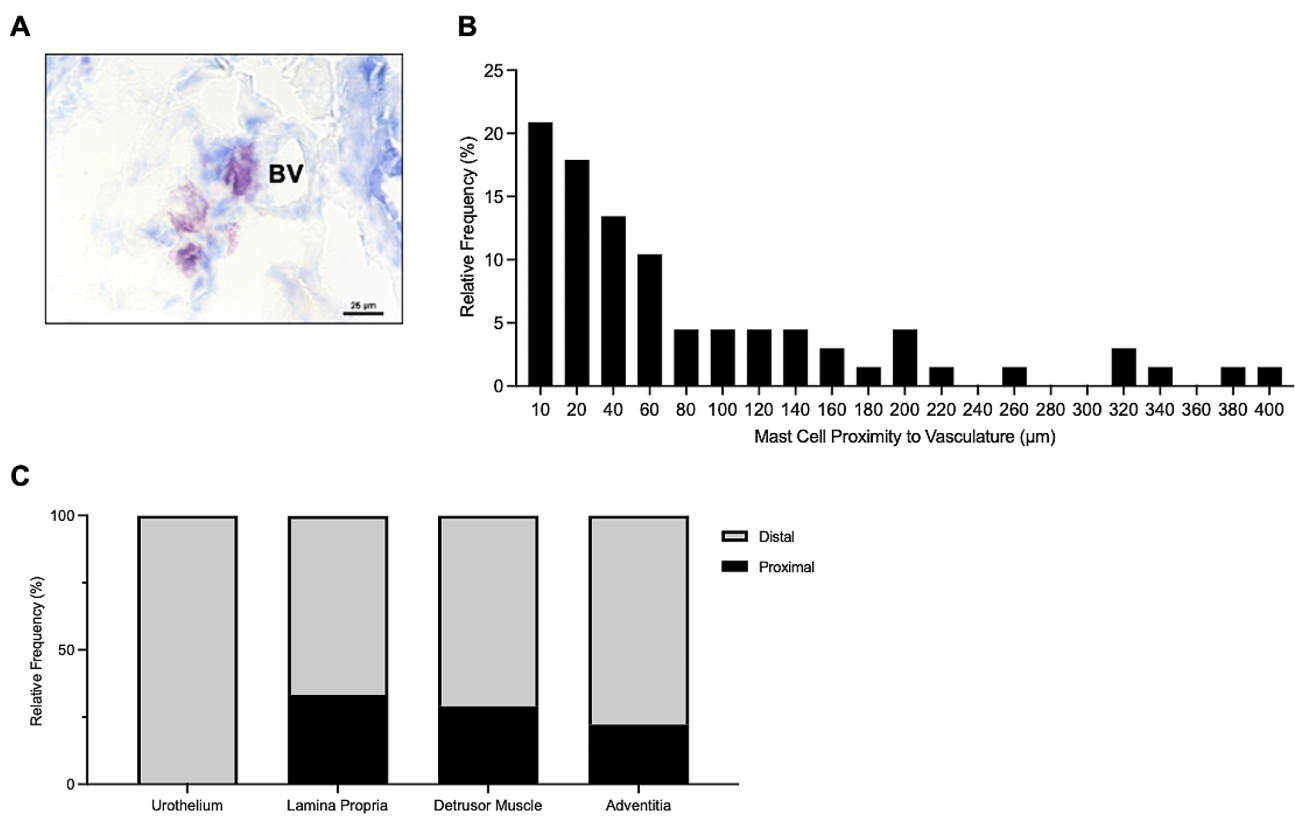 A
BV
25 µm
B
25
20
15
10
5
0
Relative Frequency (%)
10 20 40 60 80 100 120 140 160 180 200 220 240 260 280 300 320 340 360 380 400
Mast Cell Proximity to Vasculature (µm)
C
100
50
0
Relative Frequency (%)
Urothelium Lamina Propria Detrusor Muscle Adventitia
Distal
Proximal